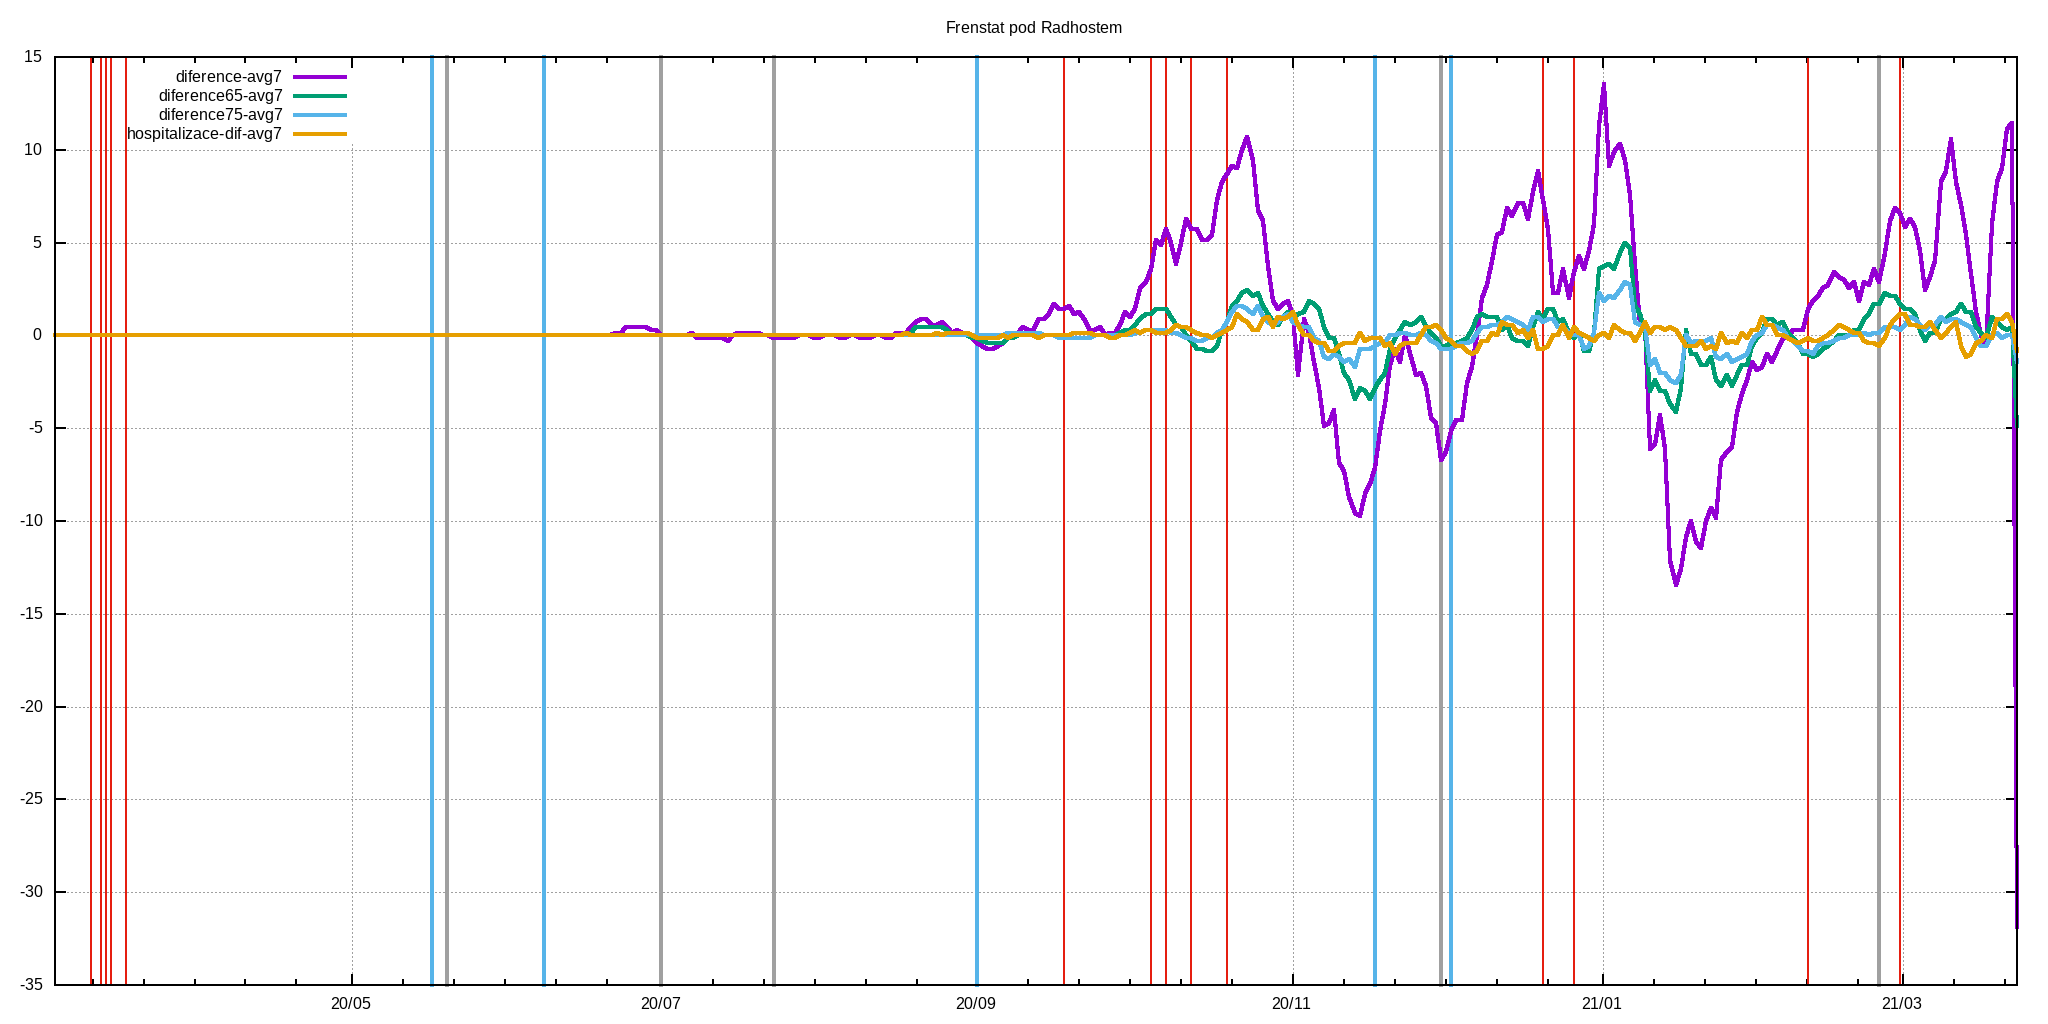 Frenstat pod Radhostem
diference-avg7
diference65-avg7
diference75-avg7
hospitalizace-dif-avg7
15
10
5
0
-5
-10
-15
-20
-25
-30
-35
20/05 20/07 20/09 20/11 21/01 21/03